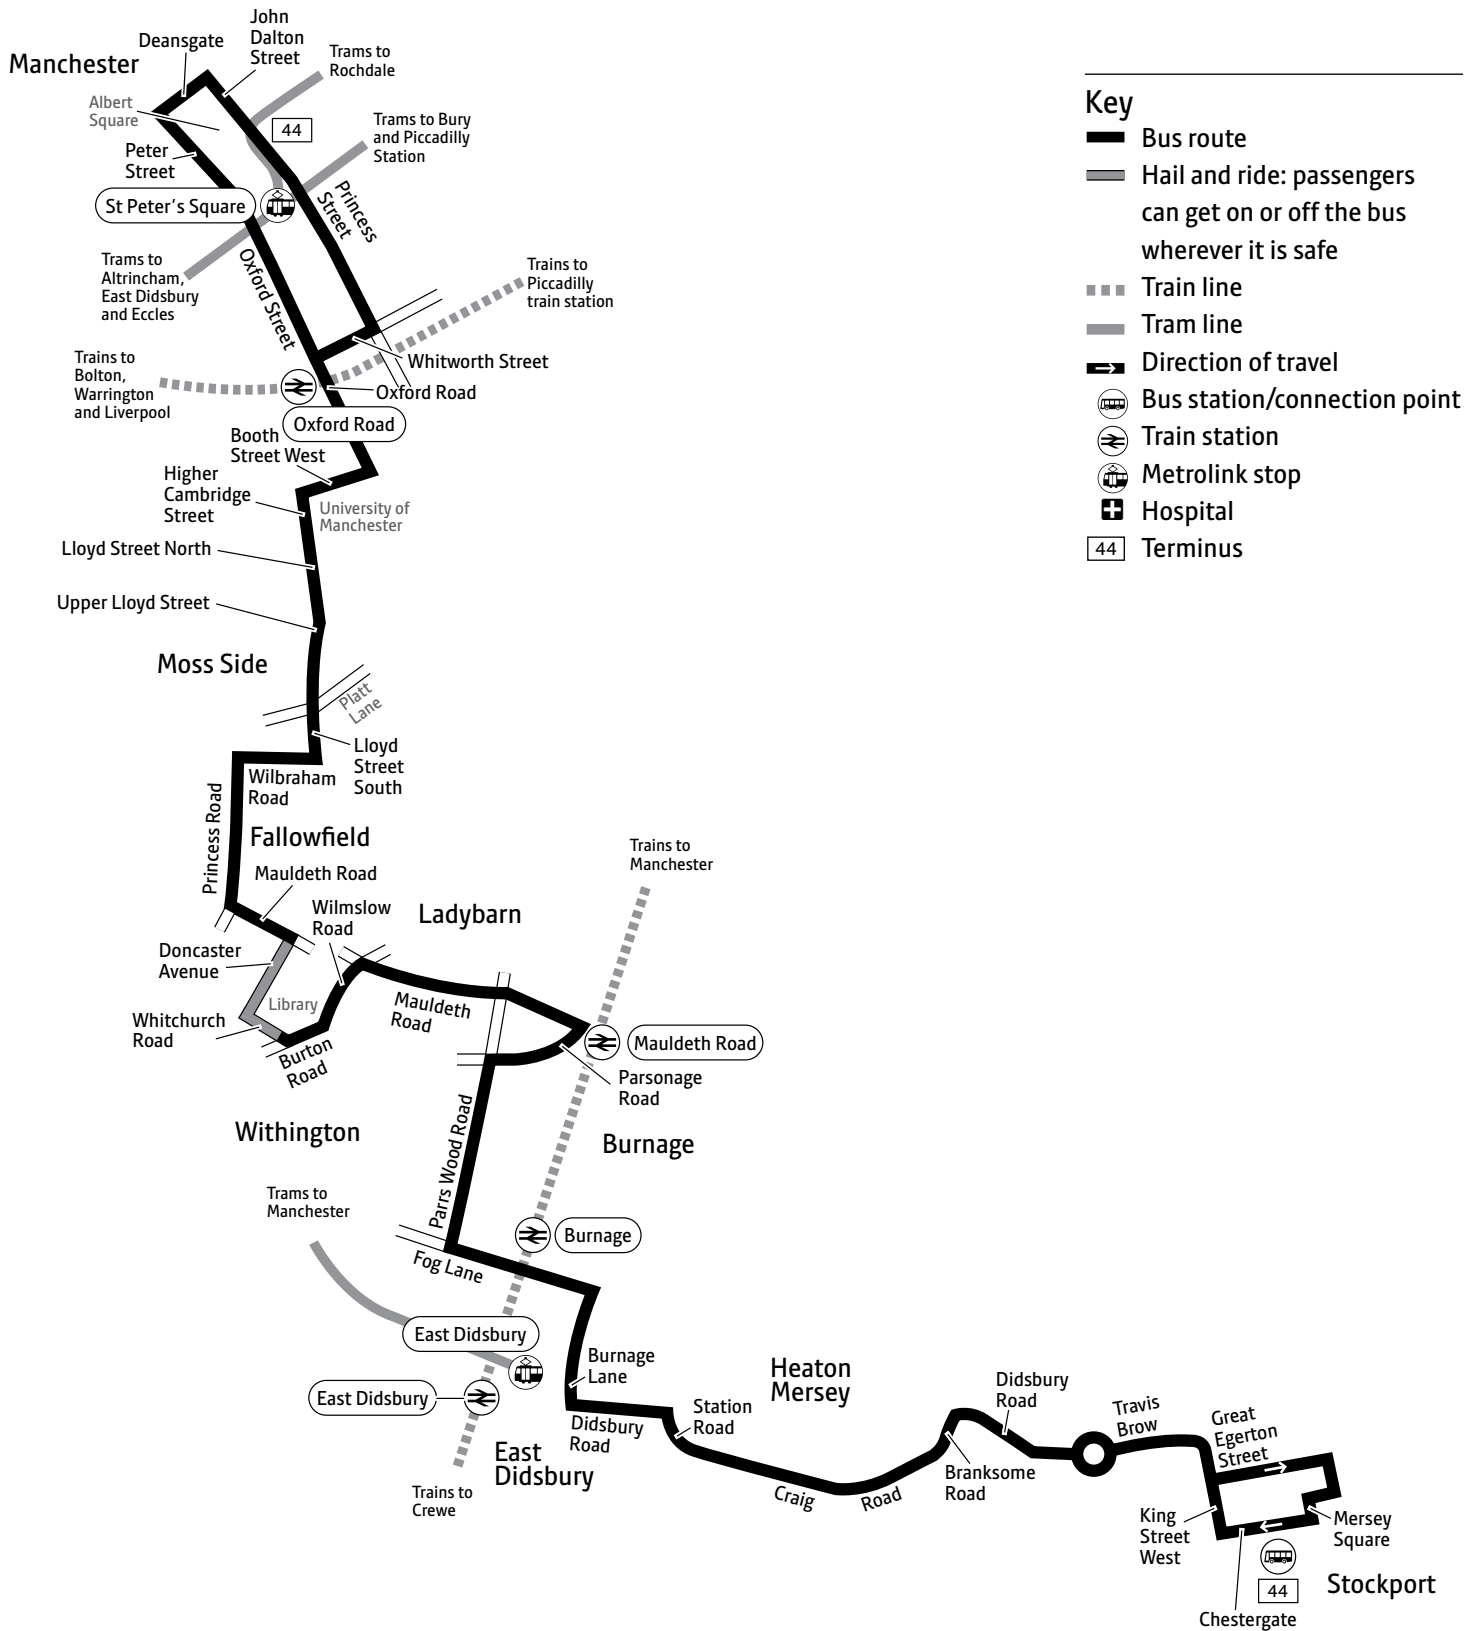 Manchester
Deansgate
John
Dalton
Street
Trams to
Rochdale
Albert
Square
44
Trams to Bury
and Piccadilly
Station
Peter
Street
St Peter's Square
Princess
Street
Trams to
Altrincham,
East Didsbury
and Eccles
Oxford Street
Trains to
Piccadilly
train station
Trains to
Bolton,
Warrington
and Liverpool
Whitworth Street
Oxford Road
Oxford Road
Booth
Street West
Higher
Cambridge
Street
University of
Manchester
Lloyd Street North
Upper Lloyd Street
Moss Side
Platt
Lane
Lloyd
Street
South
Wilbraham
Road
Princess Road
Fallowfield
Mauldeth Road
Wilmslow
Road
Ladybarn
Trains to
Manchester
Doncaster
Avenue
Library
Mauldeth
Road
Whitchurch
Road
Burton
Road
Mauldeth Road
Parsonage
Road
Withington
Parrs Wood Road
Burnage
Trams to
Manchester
Burnage
Fog Lane
East Didsbury
East Didsbury
Burnage
Lane
Didsbury
Road
East
Didsbury
Trains to
Crewe
Station
Road
Heaton
Mersey
Craig
Road
Didsbury
Road
Branksome
Road
Travis
Brow
Great
Egerton
Street
King
Street
West
Mersey
Square
44
Stockport
Chestergate
Key
Bus route
Hail and ride: passengers
can get on or off the bus
wherever it is safe
Train line
Tram line
Direction of travel
Bus station/connection point
Train station
Metrolink stop
Hospital
44 Terminus